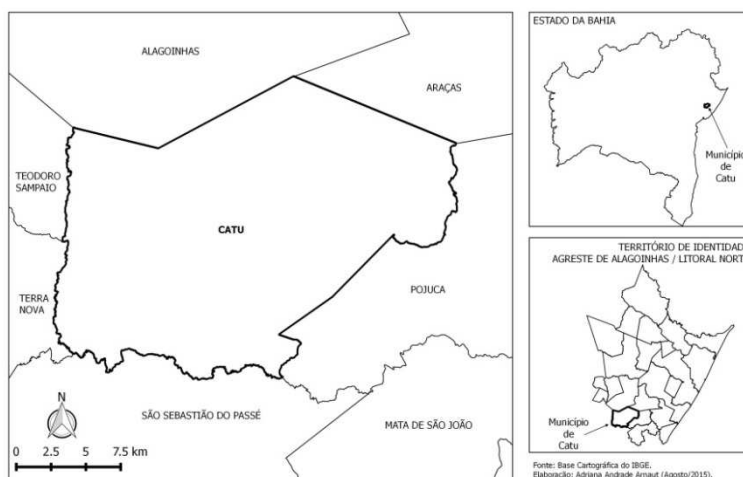 ALAGOINHAS
ARAÇAS
TEODORO
SAMPAIO
CATU
TERRA
NOVA
POJUCA
SÃO SEBASTIÃO DO PASSÉ
MATA DE SÃO JOÃO
N
0 2.5 5 7.5 km
ESTADO DA BAHIA
Município
de
Catu
TERRITÓRIO DE IDENTIDAD
AGRESTE DE ALAGOINHAS / LITORAL NORT
Município
de
Catu
Fonte: Base Cartográfica do IBGE.
Elaboração: Adriana Andrade Arnaut (Agosto/2015).